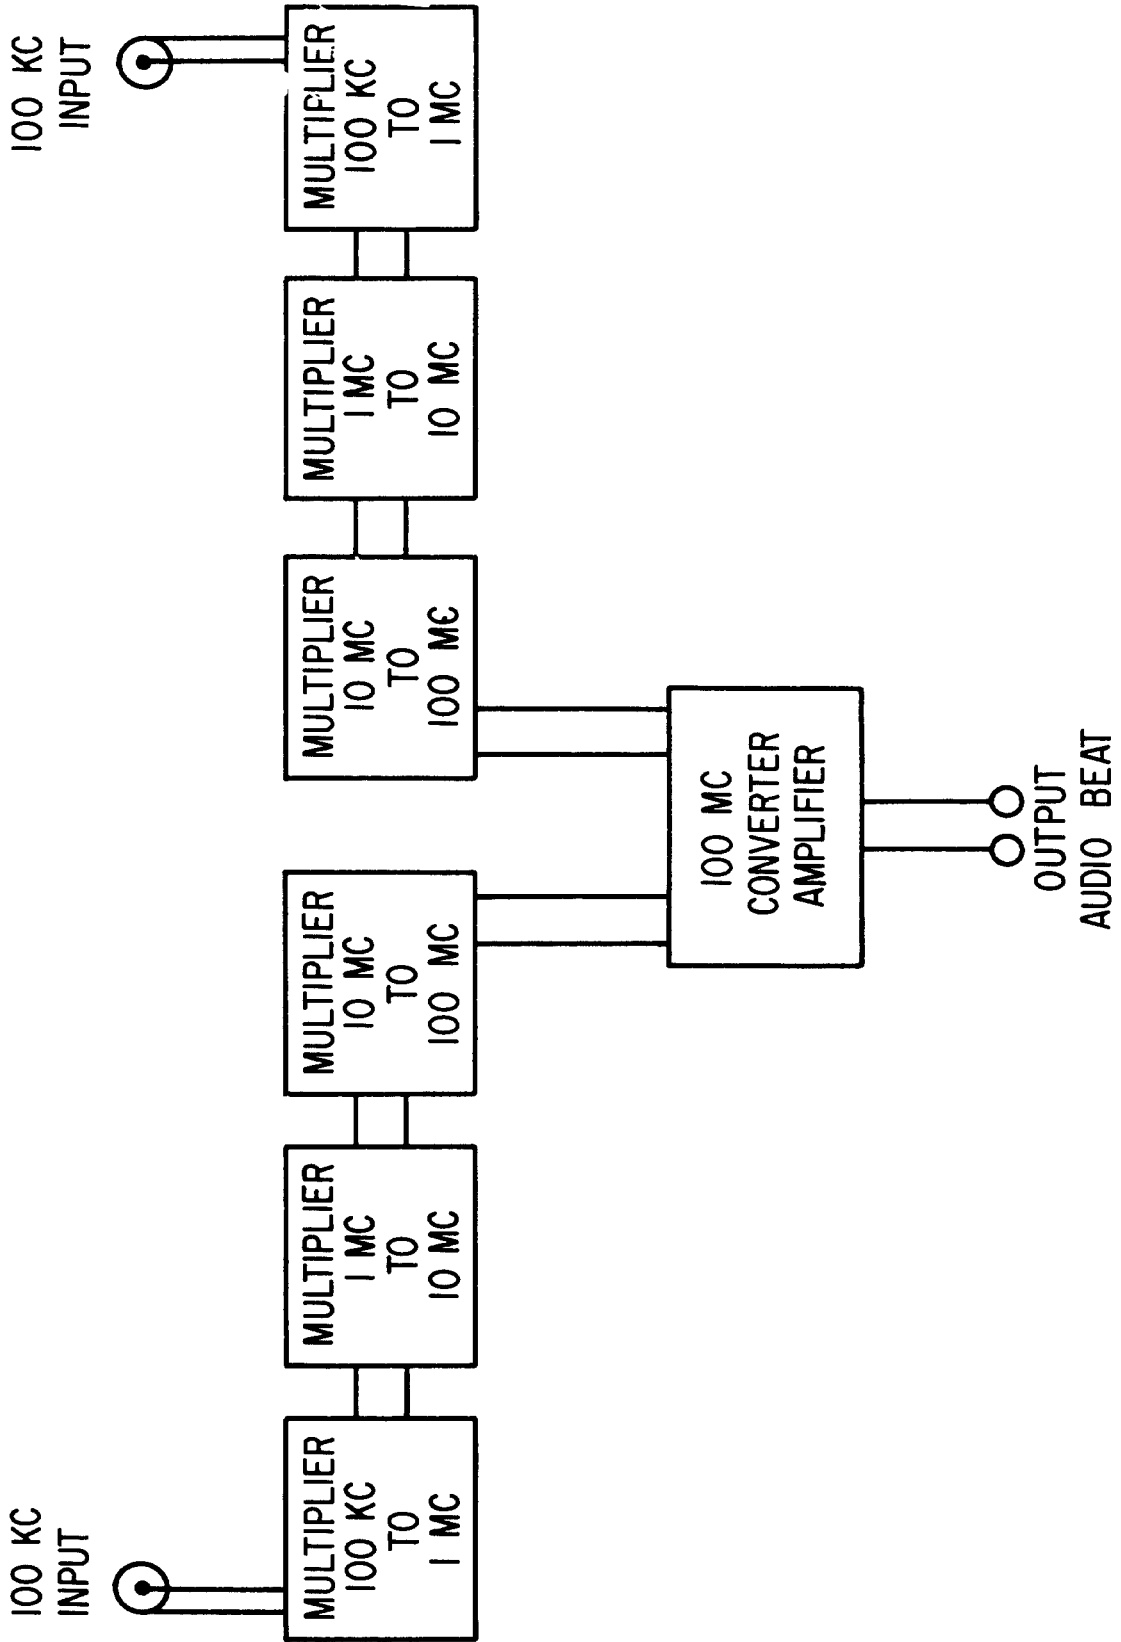 100 KC
INPUT
100 KC
INPUT
MULTIPLIER
100 KC
TO
1 MC
MULTIPLIER
1 MC
TO
10 MC
MULTIPLIER
10 MC
TO
100 MC
MULTIPLIER
10 MC
TO
100 MC
MULTIPLIER
1 MC
TO
10 MC
MULTIPLIER
100 KC
TO
1 MC
100 MC
CONVERTER
AMPLIFIER
OUTPUT
AUDIO BEAT